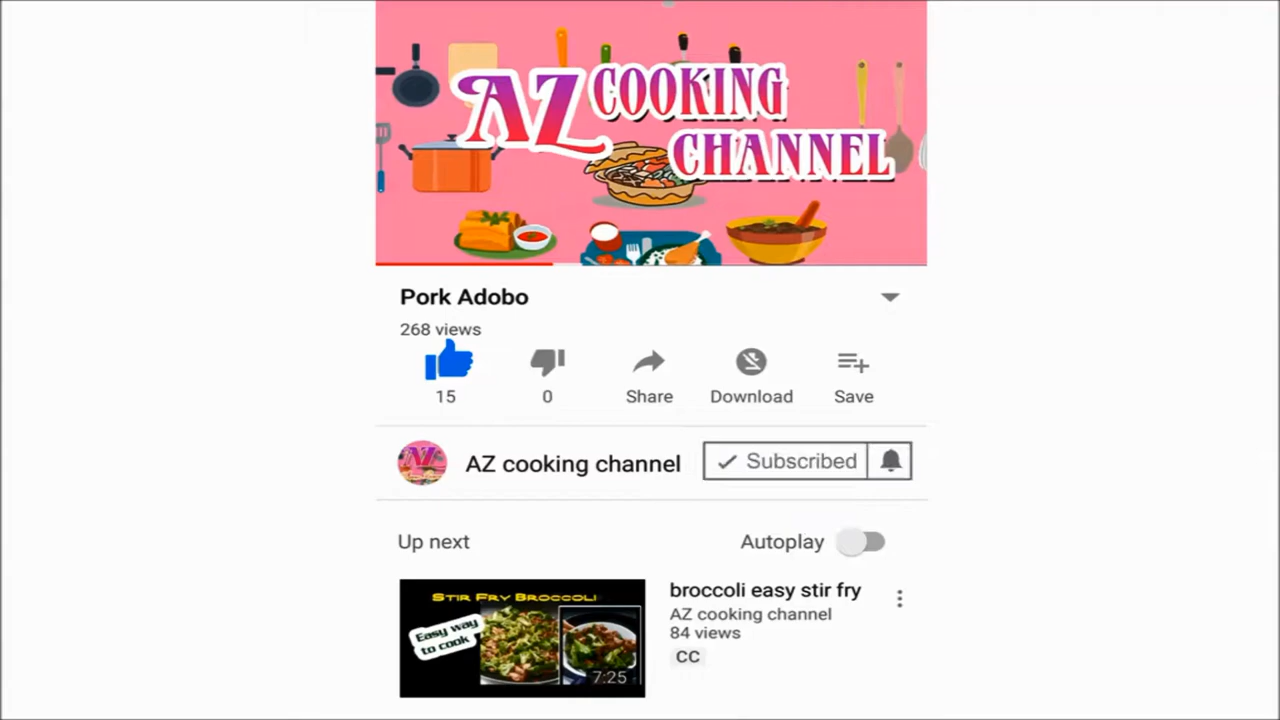 AZ COOKING
CHANNEL
Pork Adobo
268 views
15
0
Share
Download
Save
AZ
AZ cooking channel
Subscribed
Up next
Autoplay
STIR FRY BROCCOLI
Easy way
to cook
7:25
broccoli easy stir fry
AZ cooking channel
84 views
CC